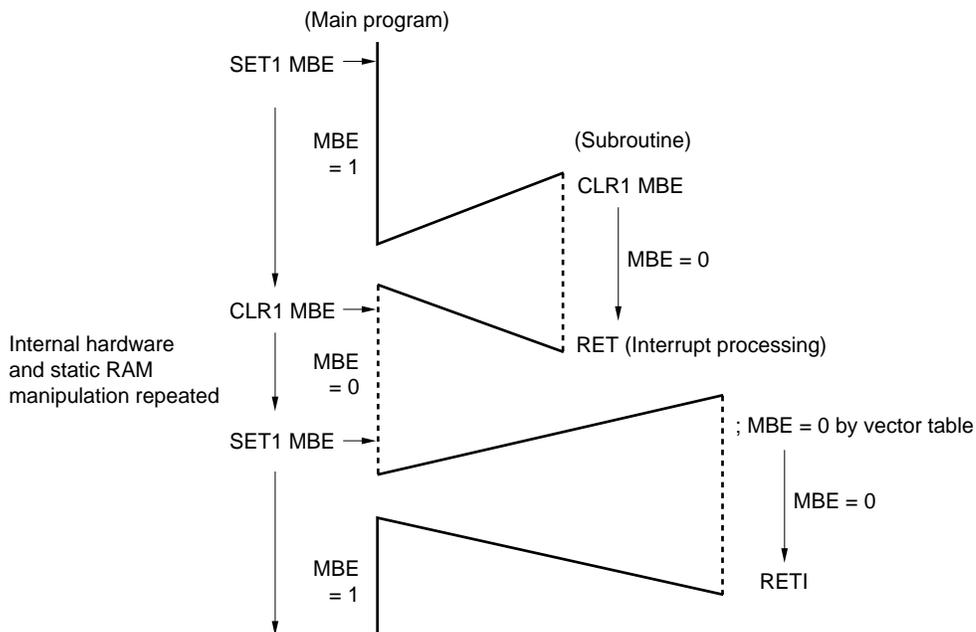 (Main program)
SET1 MBE
MBE
= 1
(Subroutine)
CLR1 MBE
MBE = 0
CLR1 MBE
RET (Interrupt processing)
Internal hardware
and static RAM
manipulation repeated
MBE
= 0
SET1 MBE
; MBE = 0 by vector table
MBE = 0
MBE
= 1
RETI